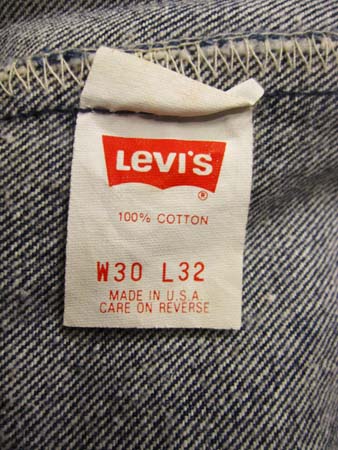 LEVI'S
®
100% COTTON
W30 L32
MADE IN U.S.A
CARE ON REVERSE